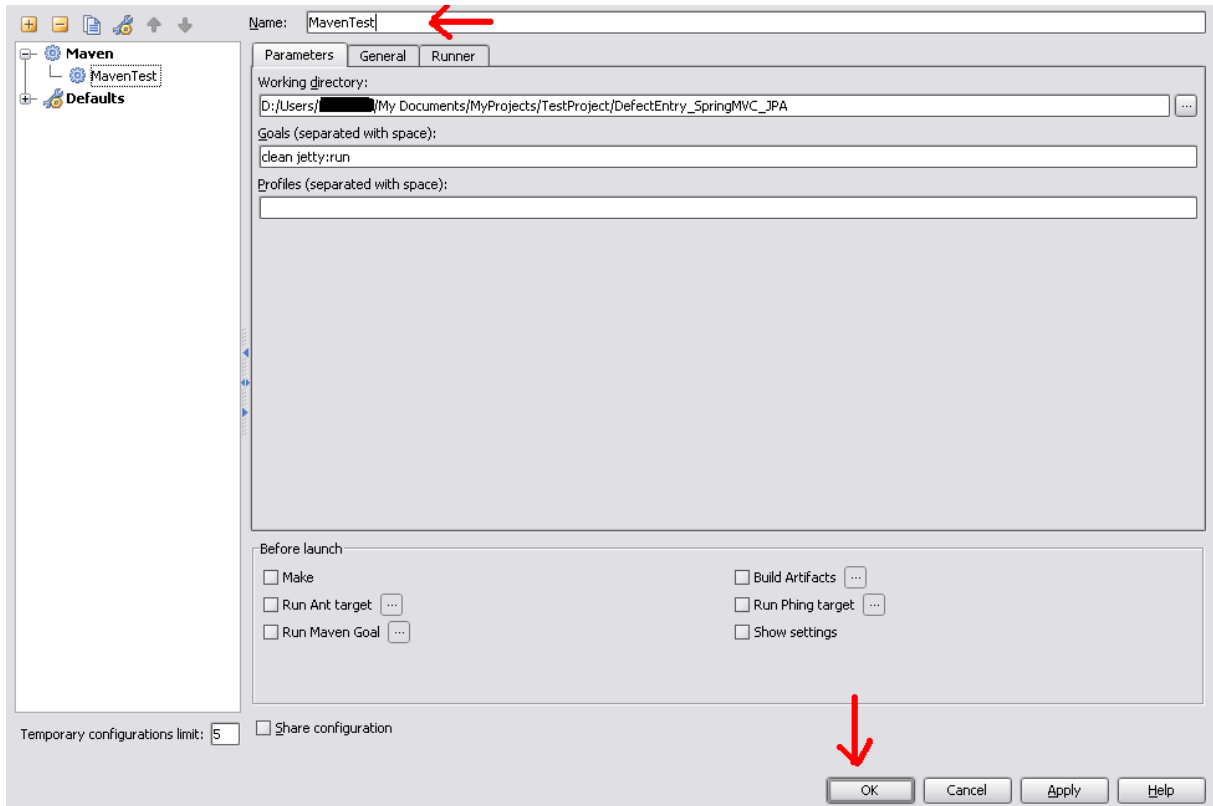 Name: MavenTest
Maven
MavenTest
Defaults
Parameters General Runner
Working directory:
D:/Users/ /My Documents/MyProjects/TestProject/DefectEntry_SpringMVC_JPA ...
Goals (separated with space):
clean jetty:run
Profiles (separated with space):
Before launch
Make Build Artifacts ...
Run Ant target ... Run Phing target ...
Run Maven Goal ... Show settings
Temporary configurations limit: 5 Share configuration
OK Cancel Apply Help